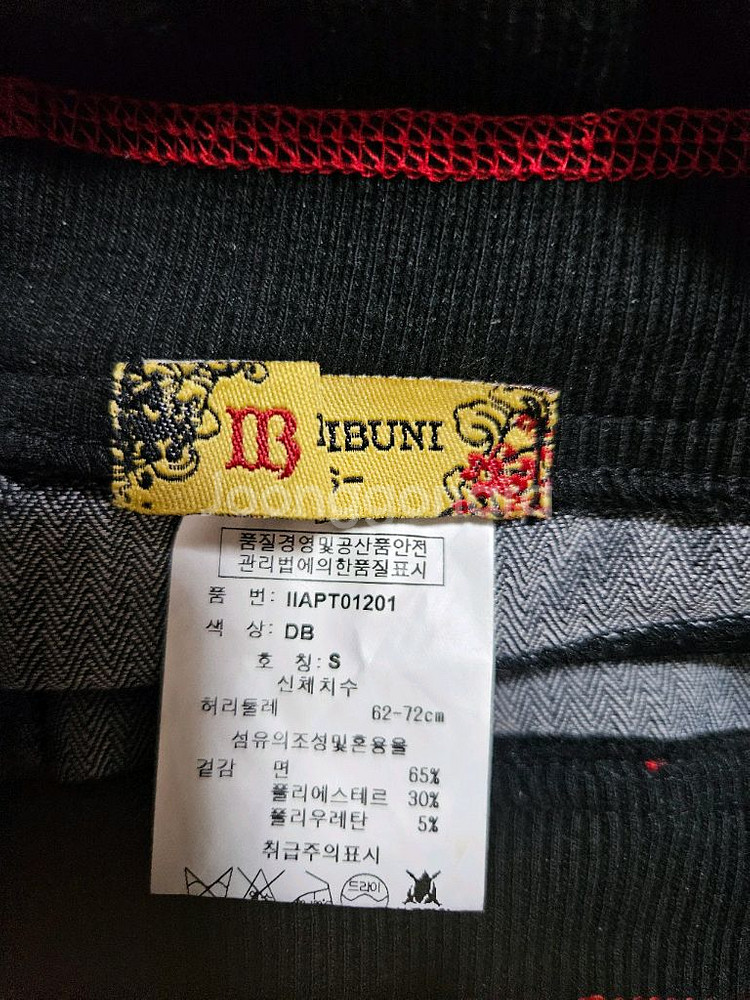 IIBUNI
품질경영및공산품안전
관리법에의한품질표시
품 번: IIAPT01201
색 상: DB
호 칭: S
신체치수
허리둘레 62-72cm
섬유의조성및혼용율
겉감 면 65%
폴리에스테르 30%
폴리우레탄 5%
취급주의표시
드라이